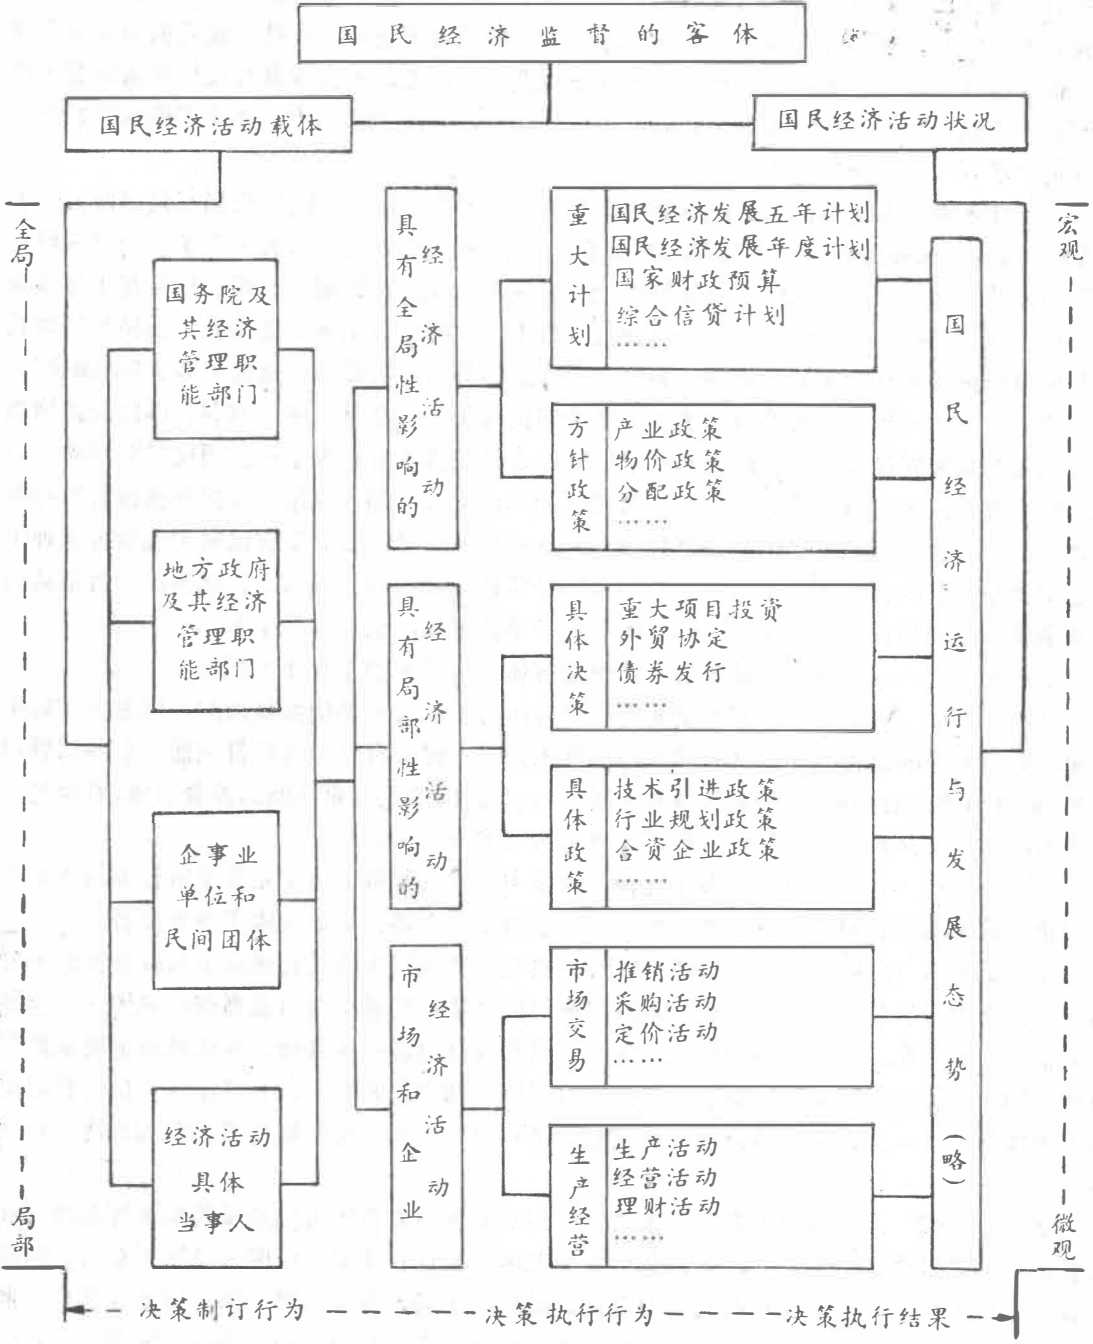 国民经济监督的客体
国民经济活动载体
国民经济活动状况
全局
局部
国务院及
其经济
管理职
能部门
地方政府
及其经济
管理职
能部门
企事业
单位和
民间团体
经济活动
具体
当事人
具有全局性影响的
经济活动
具有局部性影响的
经济活动
市场和企业
经济活动
重大计划
国民经济发展五年计划
国民经济发展年度计划
国家财政预算
综合信贷计划
……
方针政策
产业政策
物价政策
分配政策
……
具体决策
重大项目投资
外贸协定
债券发行
……
具体政策
技术引进政策
行业规划政策
合资企业政策
……
市场交易
推销活动
采购活动
定价活动
……
生产经营
生产活动
经营活动
理财活动
……
国民经济运行与发展态势(略)
宏观
微观
决策制订行为
决策执行行为
决策执行结果